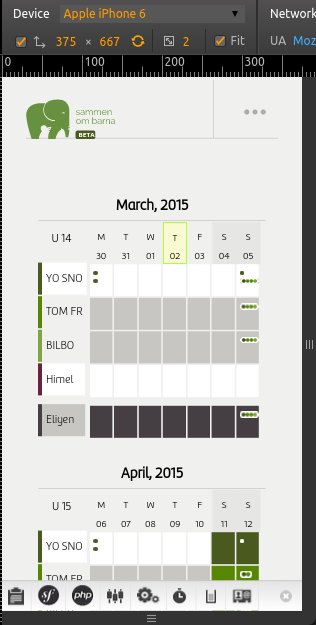 Device Apple iPhone 6 ▼ Network
375 × 667 2 Fit UA Moz
0 100 200 300
sammen
om barna
BETA
March, 2015
U 14 M T W T F S S
30 31 01 02 03 04 05
YO SNO
TOM FR
BILBO
Himel
Eliyen
April, 2015
U 15 M T W T F S S
06 07 08 09 10 11 12
YO SNO
TOM FR
sf php